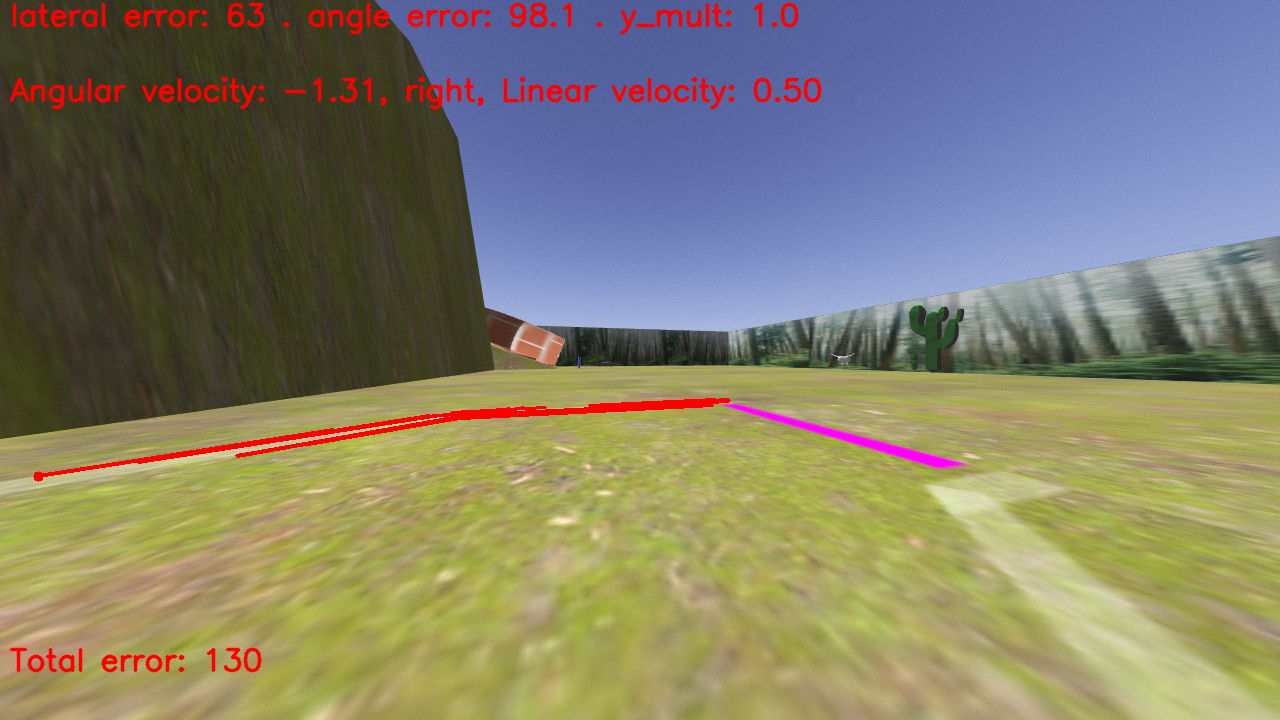 lateral error: 63 . angle error: 98.1 . y_mult: 1.0
Angular velocity: -1.31, right, Linear velocity: 0.50
Total error: 130